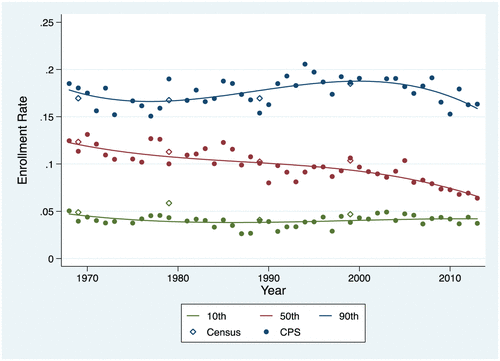 .25
.2
.15
.1
.05
0
Enrollment Rate
1970 1980 1990 2000 2010
Year
10th 50th 90th
Census CPS